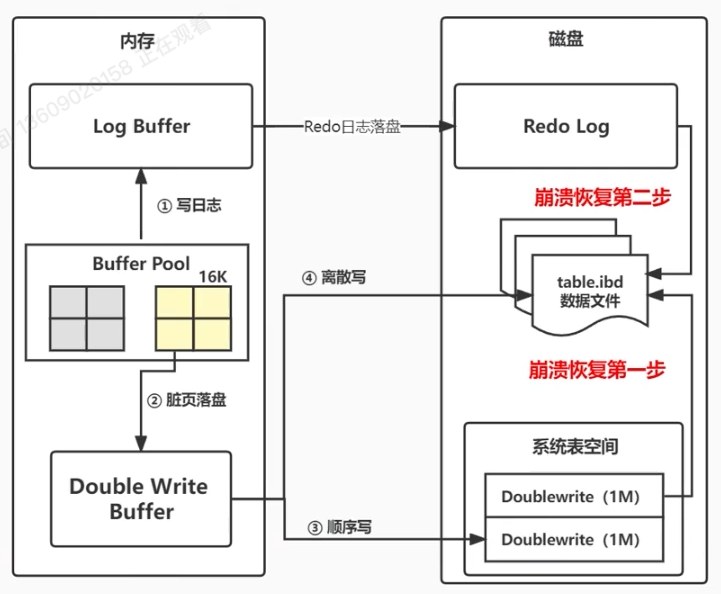 内存
磁盘
13609020158 正在观看
Log Buffer
Redo日志落盘
Redo Log
① 写日志
崩溃恢复第二步
Buffer Pool
16K
④ 离散写
table.ibd
数据文件
② 脏页落盘
崩溃恢复第一步
系统表空间
Double Write
Buffer
Doublewrite（1M）
③ 顺序写
Doublewrite（1M）